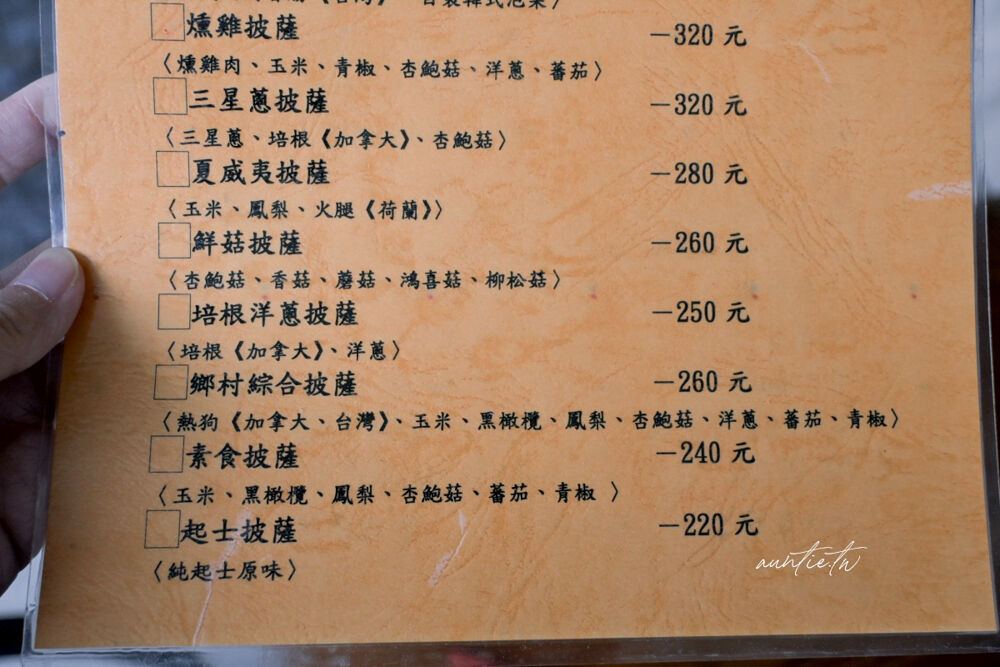 燻雞披薩 －320 元
〈燻雞肉、玉米、青椒、杏鮑菇、洋蔥、蕃茄〉
三星蔥披薩 －320 元
〈三星蔥、培根《加拿大》、杏鮑菇〉
夏威夷披薩 －280 元
〈玉米、鳳梨、火腿《荷蘭》〉
鮮菇披薩 －260 元
〈杏鮑菇、香菇、蘑菇、鴻喜菇、柳松菇〉
培根洋蔥披薩 －250 元
〈培根《加拿大》、洋蔥〉
鄉村綜合披薩 －260 元
〈熱狗《加拿大、台灣》、玉米、黑橄欖、鳳梨、杏鮑菇、洋蔥、蕃茄、青椒〉
素食披薩 －240 元
〈玉米、黑橄欖、鳳梨、杏鮑菇、蕃茄、青椒 〉
起士披薩 －220 元
〈純起士原味〉
auntie.tw